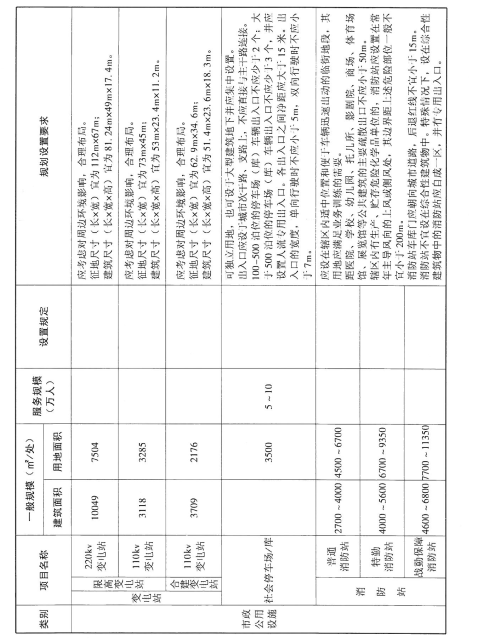 类别
项目名称
一般规模（㎡/处）
建筑面积
用地面积
服务规模
（万人）
设置规定
规划设置要求
市政
公用
设施
变电站
限高
变电站
220kv
变电站
10049
7504
应考虑对周边环境影响，合理布局。
征地尺寸（长×宽）宜为112m×67m；
建筑尺寸（长×宽×高）宜为81.24m×49m×17.4m。
110kv
变电站
3118
3285
应考虑对周边环境影响，合理布局。
征地尺寸（长×宽）宜为73m×45m；
建筑尺寸（长×宽×高）宜为53m×23.4m×11.2m。
合建
变电站
110kv
变电站
3709
2176
应考虑对周边环境影响，合理布局。
征地尺寸（长×宽）宜为62.9m×34.6m；
建筑尺寸（长×宽×高）宜为51.4m×23.6m×18.3m。
社会停车场/库
3500
5~10
可独立用地，也可设于大型建筑地下并应集中设置。
出入口应设于城市次干路、支路上，不应直接与主干路连接。
100-500泊位的停车场（库）车辆出入口不应少于2个；大
于500泊位的停车场（库）车辆出入口不应少于3个，并应
设置人流专用出入口。各出入口之间净距应大于15米，出
入口的宽度，单向行驶时不应小于5m，双向行驶时不应小
于7m。
消防站
普通
消防站
2700~4000
4500~6700
特勤
消防站
4000~5600
6700~9350
战勤保障
消防站
4600~6800
7700~11350
应设在辖区内适中位置和便于车辆迅速出动的临街地段，其
用地应满足业务训练的需要。
距医院、学校、幼儿园、托儿所、影剧院、商场、体育场
馆、展览馆等公共建筑的主要疏散出口不应小于50m。
辖区内有生产、贮存危险化学品单位的，消防站应设置在常
年主导风向的上风或侧风处，其边界距上述危险部位一般不
宜小于200m。
消防站车库门应朝向城市道路，后退红线不宜小于15m。
消防站不宜设在综合性建筑物中。特殊情况下，设在综合性
建筑物中的消防站应自成一区，并有专用出入口。